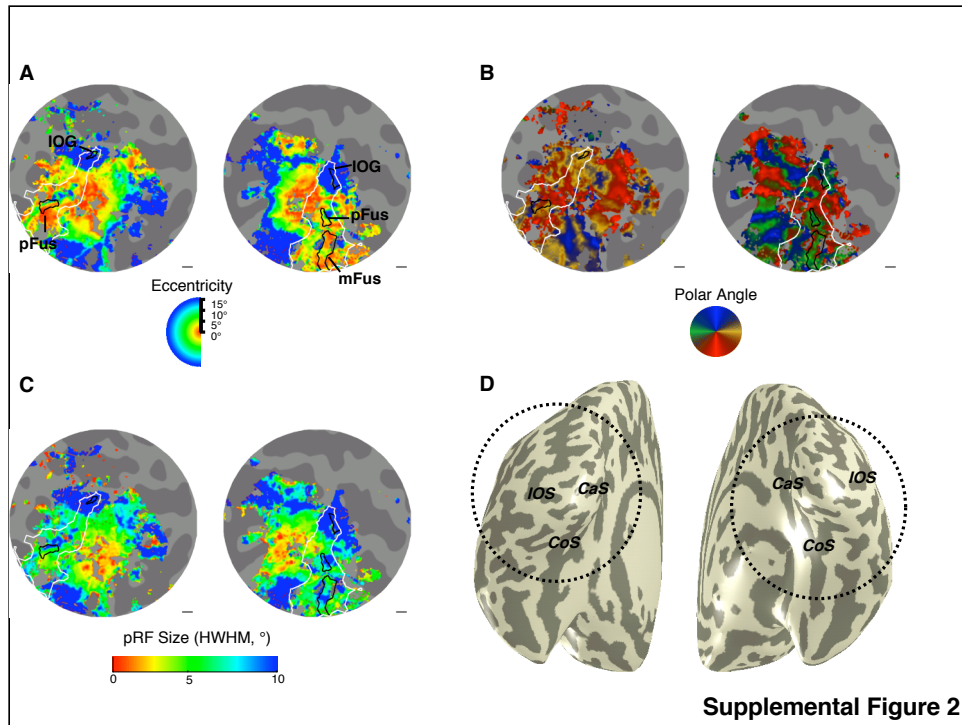 A
IOG
pFus
IOG
pFus
mFus
Eccentricity
15°
10°
5°
0°
B
Polar Angle
C
pRF Size (HWHM, °)
0
5
10
D
IOS
CaS
CoS
CaS
IOS
CoS
Supplemental Figure 2